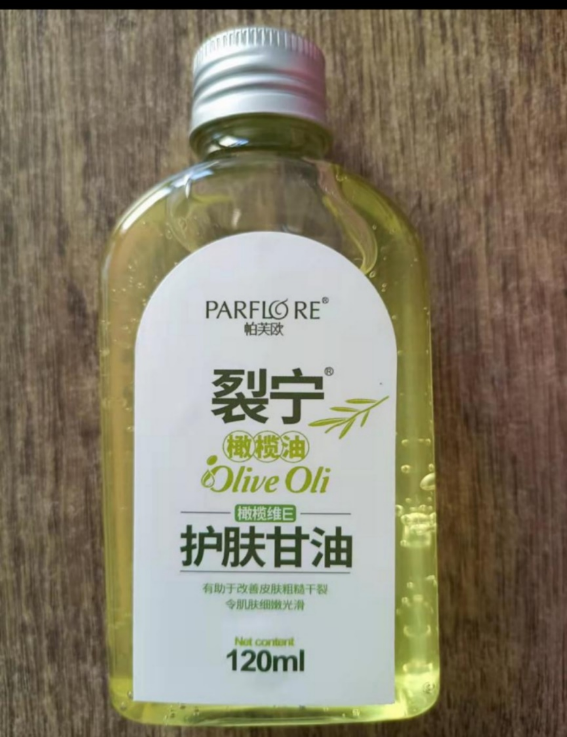 PARFLORE®
帕芙欧
裂宁®
橄榄油
Olive Oli
橄榄维E
护肤甘油
有助于改善皮肤粗糙干裂
令肌肤细嫩光滑
Net content
120ml